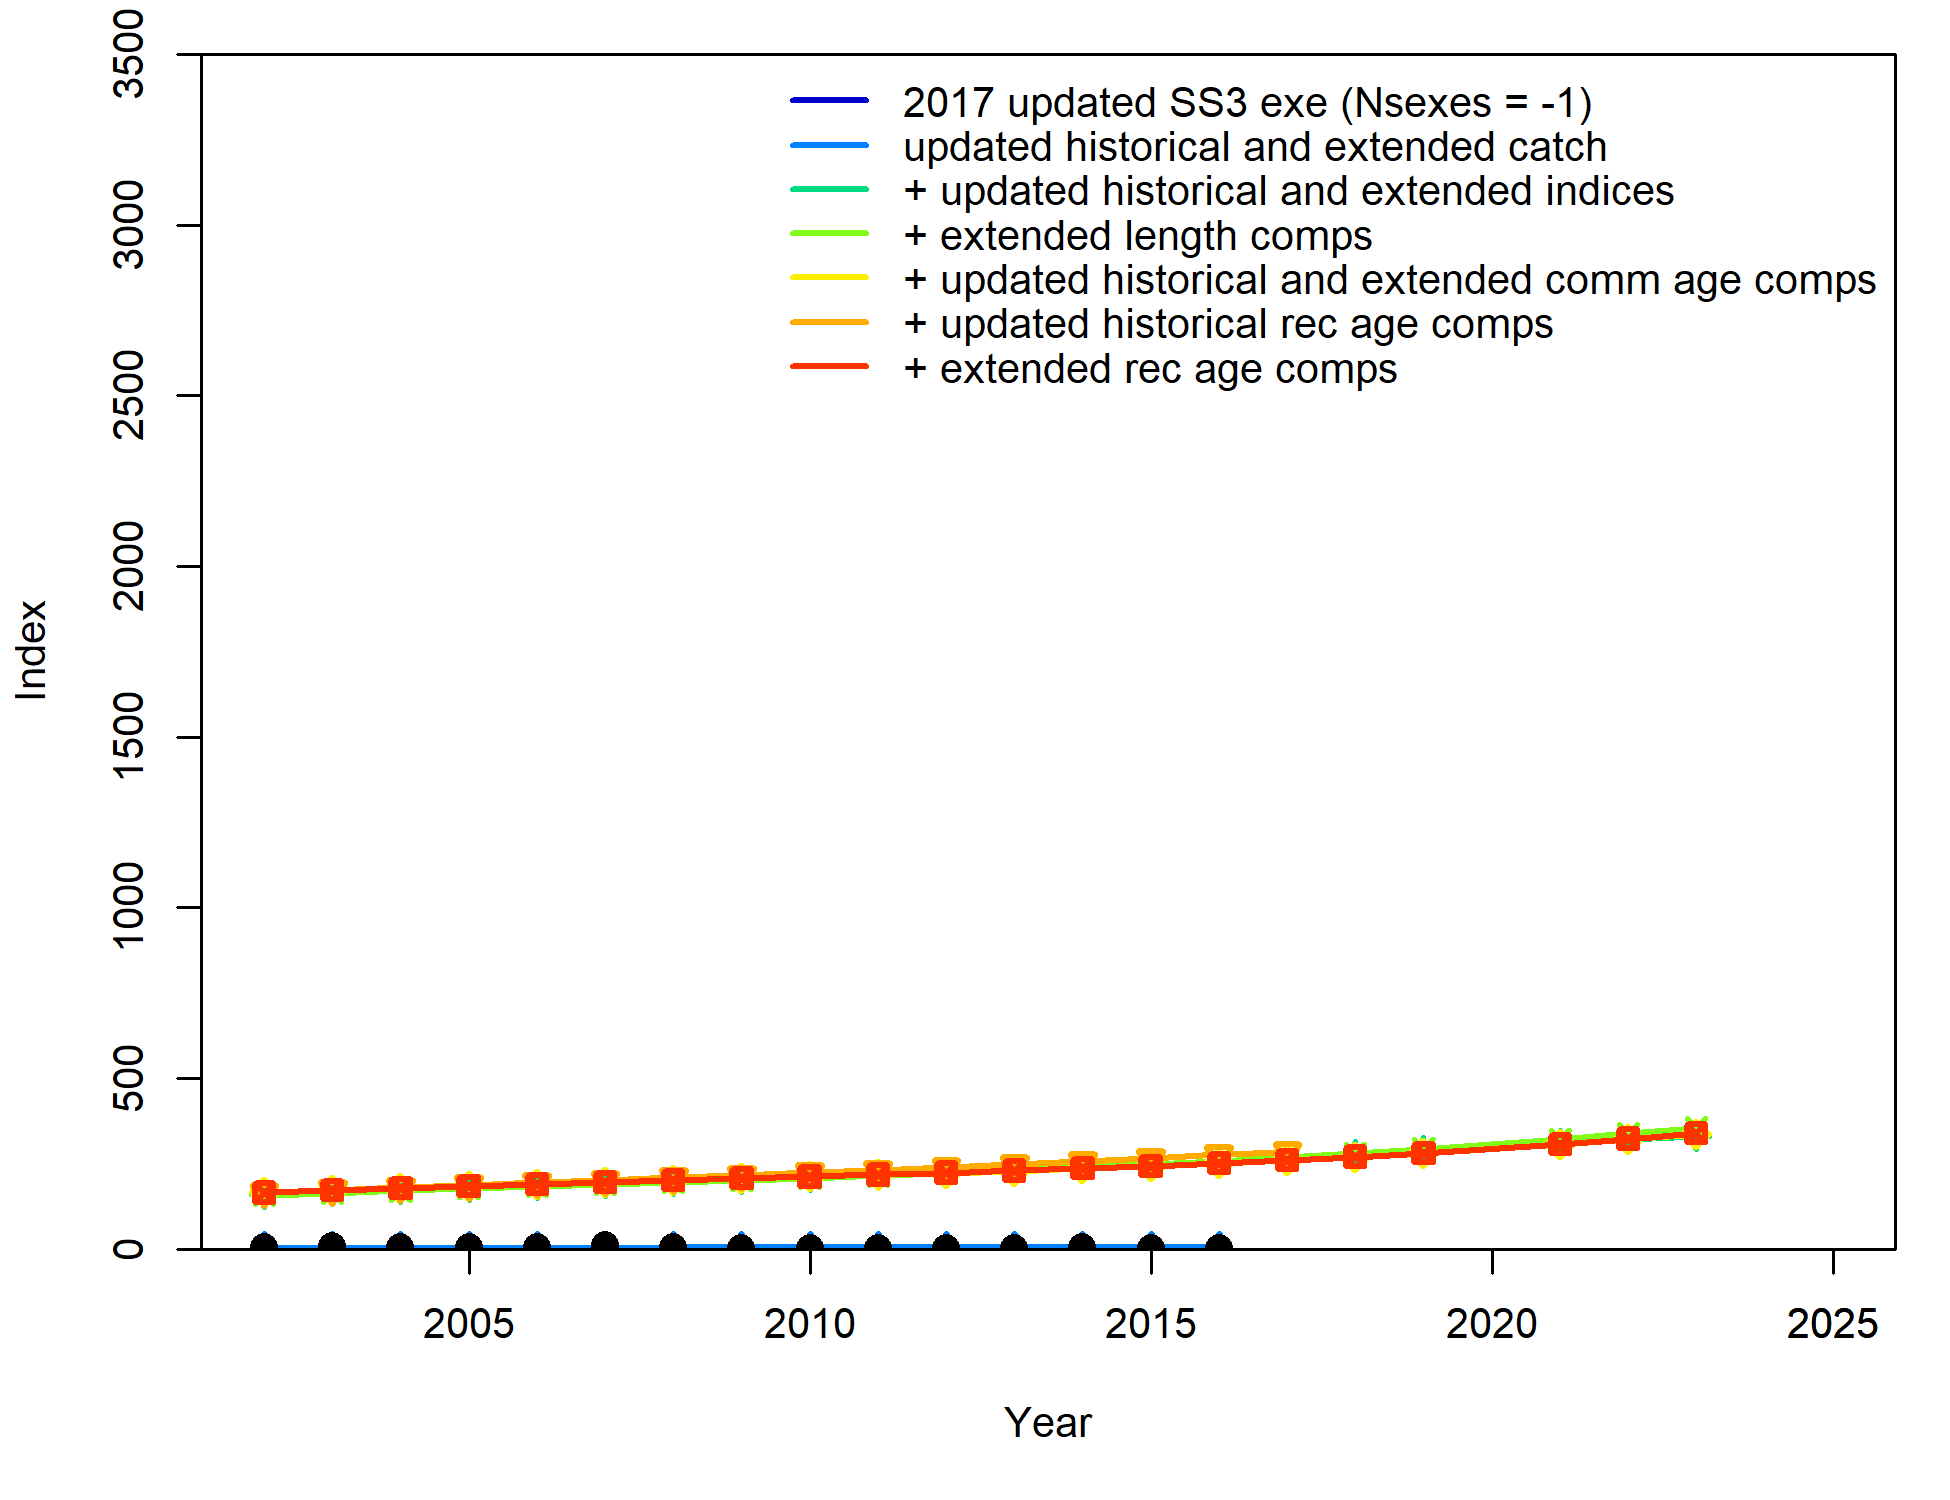 3500
3000
2500
2000
1500
1000
500
0
Index
2017 updated SS3 exe (Nsexes = -1)
updated historical and extended catch
+ updated historical and extended indices
+ extended length comps
+ updated historical and extended comm age comps
+ updated historical rec age comps
+ extended rec age comps
2005 2010 2015 2020 2025
Year